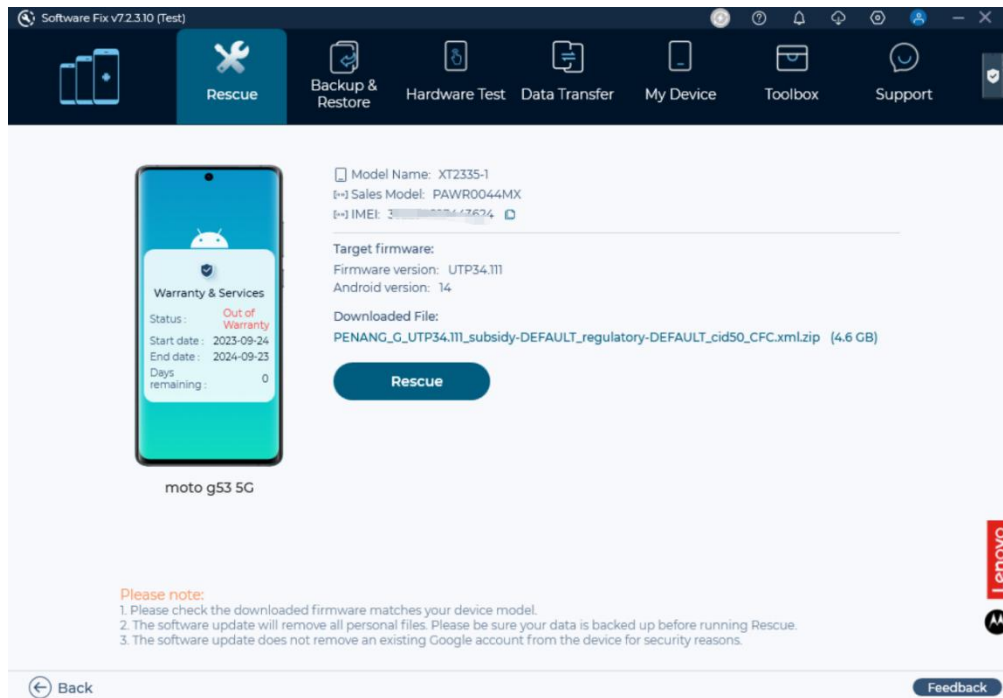 Software Fix v7.2.3.10 (Test)
Rescue
Backup &
Restore
Hardware Test
Data Transfer
My Device
Toolbox
Support
Warranty & Services
Status :
Out of
Warranty
Start date : 2023-09-24
End date : 2024-09-23
Days
remaining :
0
moto g53 5G
Model Name: XT2335-1
Sales Model: PAWR0044MX
IMEI:
Target firmware:
Firmware version: UTP34.111
Android version: 14
Downloaded File:
PENANG_G_UTP34.111_subsidy-DEFAULT_regulatory-DEFAULT_cid50_CFC.xml.zip (4.6 GB)
Rescue
Lenovo
Please note:
1. Please check the downloaded firmware matches your device model.
2. The software update will remove all personal files. Please be sure your data is backed up before running Rescue.
3. The software update does not remove an existing Google account from the device for security reasons.
Back
Feedback